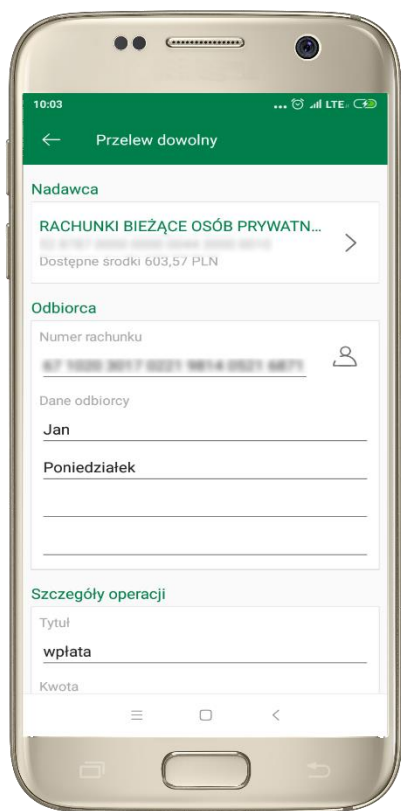 10:03
... LTE
Przelew dowolny
Nadawca
RACHUNKI BIEŻĄCE OSÓB PRYWATN...
Dostępne środki 603,57 PLN
Odbiorca
Numer rachunku
Dane odbiorcy
Jan
Poniedziałek
Szczegóły operacji
Tytuł
wpłata
Kwota